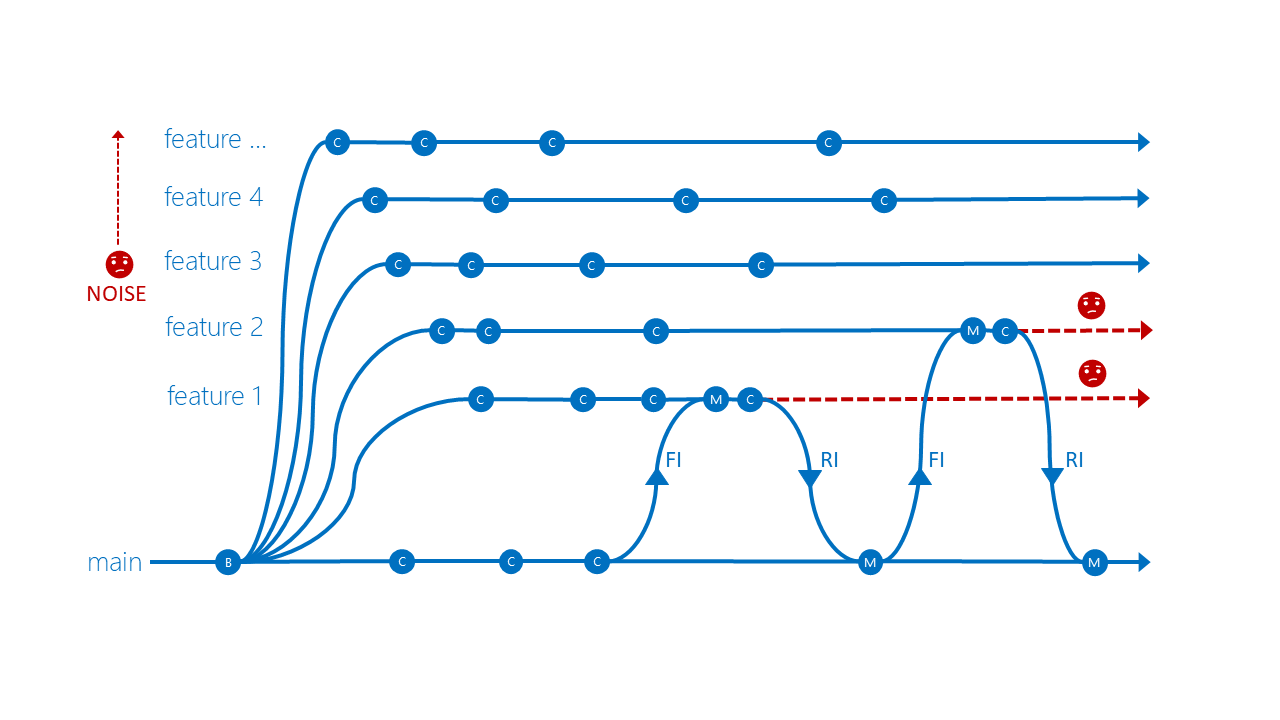 feature ...
C C C C
feature 4
C C C C
feature 3
C C C C
NOISE
feature 2
C C C M C
feature 1
C C C M C
FI RI FI RI
main
B C C C M M